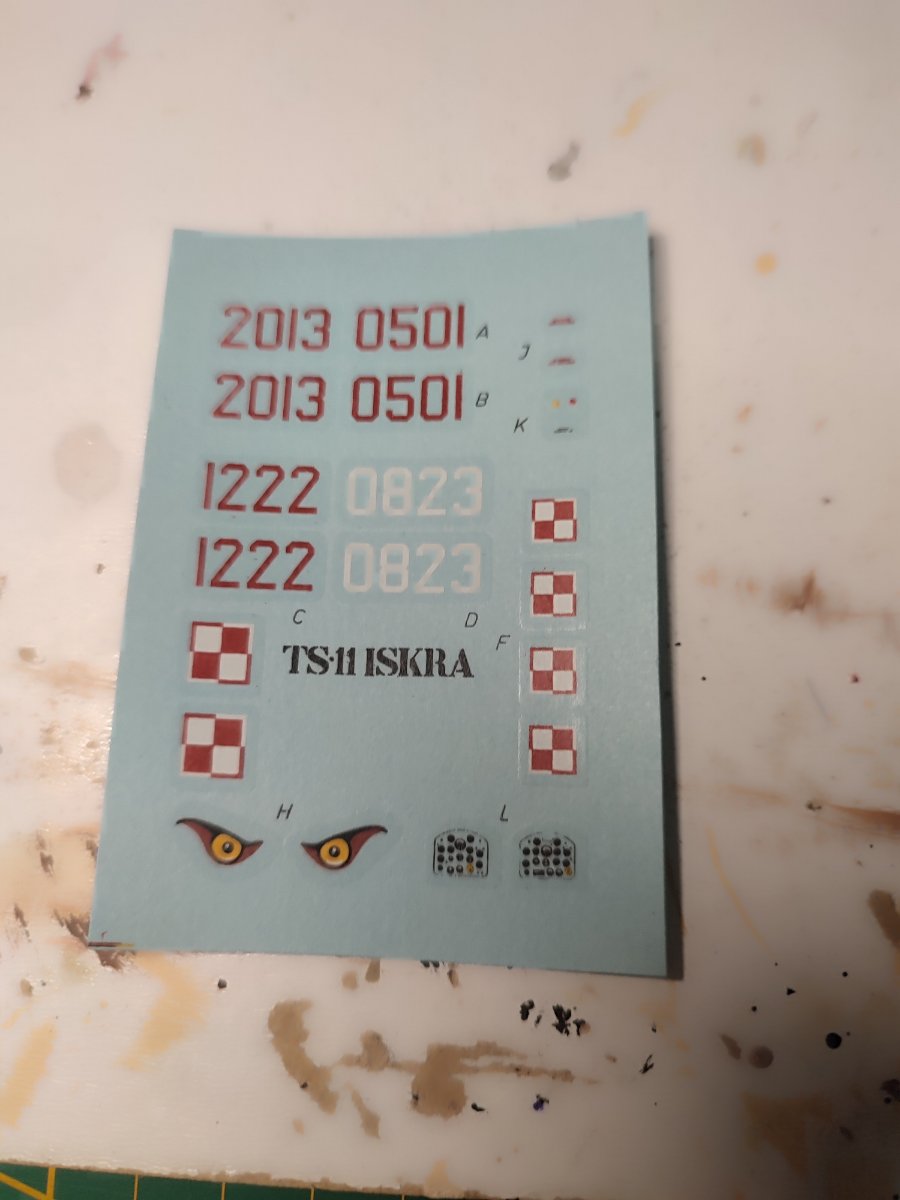 2013 0501 A
2013 0501 B
J
K
1222 0823
1222 0823
C D
F
TS-11 ISKRA
H L